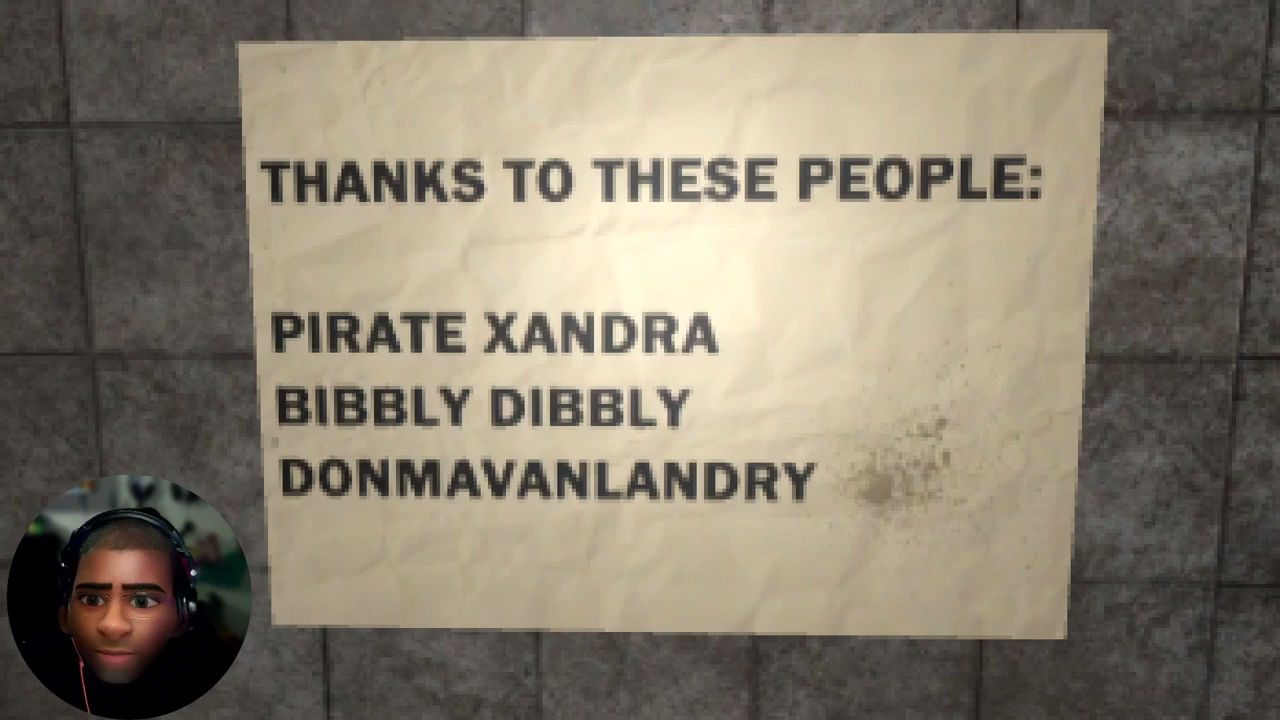 THANKS TO THESE PEOPLE:
PIRATE XANDRA
BIBBLY DIBBLY
DONMAVANLANDRY